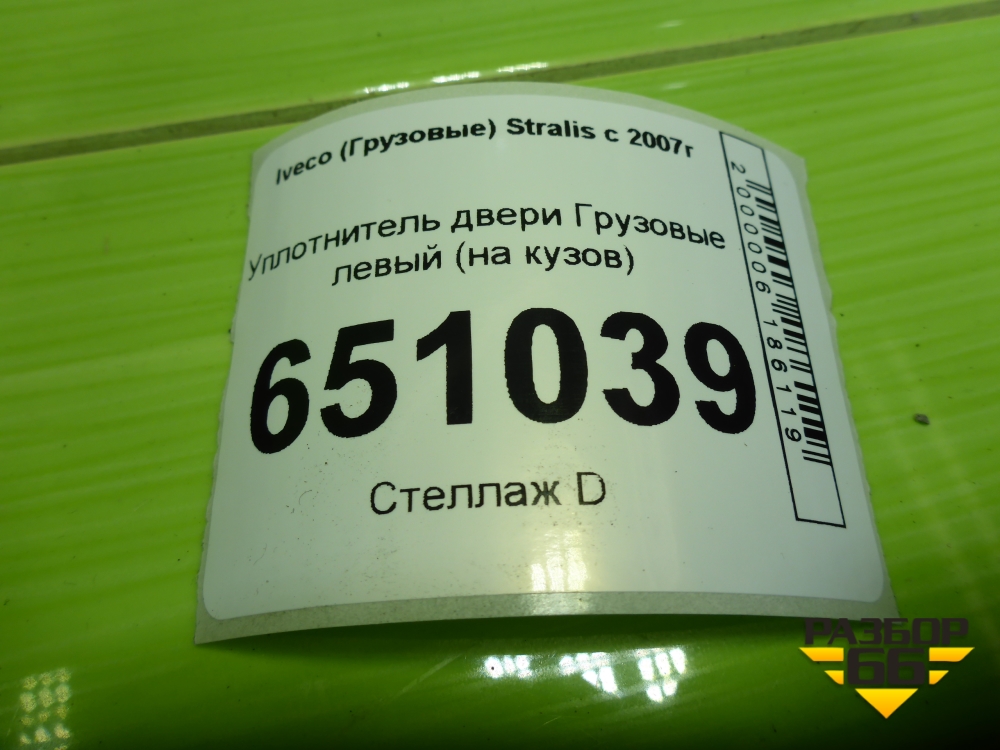 Iveco (Грузовые) Stralis с 2007г
Уплотнитель двери Грузовые
левый (на кузов)
651039
Стеллаж D
2000006186119
РАЗБОР
66